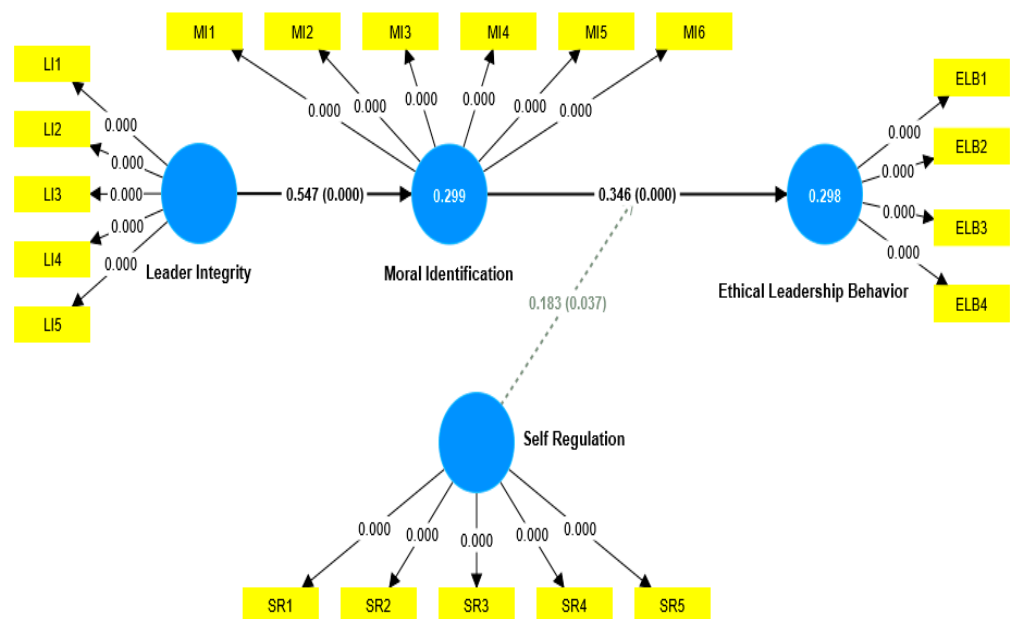 MI1
MI2
MI3
MI4
MI5
MI6
LI1
LI2
LI3
LI4
LI5
0.000
0.000
0.000
0.000
0.000
0.000
0.000
0.000
0.000
0.000
0.000
0.547 (0.000)
0.299
0.346 (0.000)
0.298
ELB1
ELB2
ELB3
ELB4
0.000
0.000
0.000
0.000
Leader Integrity
Moral Identification
Ethical Leadership Behavior
0.183 (0.037)
Self Regulation
0.000
0.000
0.000
0.000
0.000
SR1
SR2
SR3
SR4
SR5